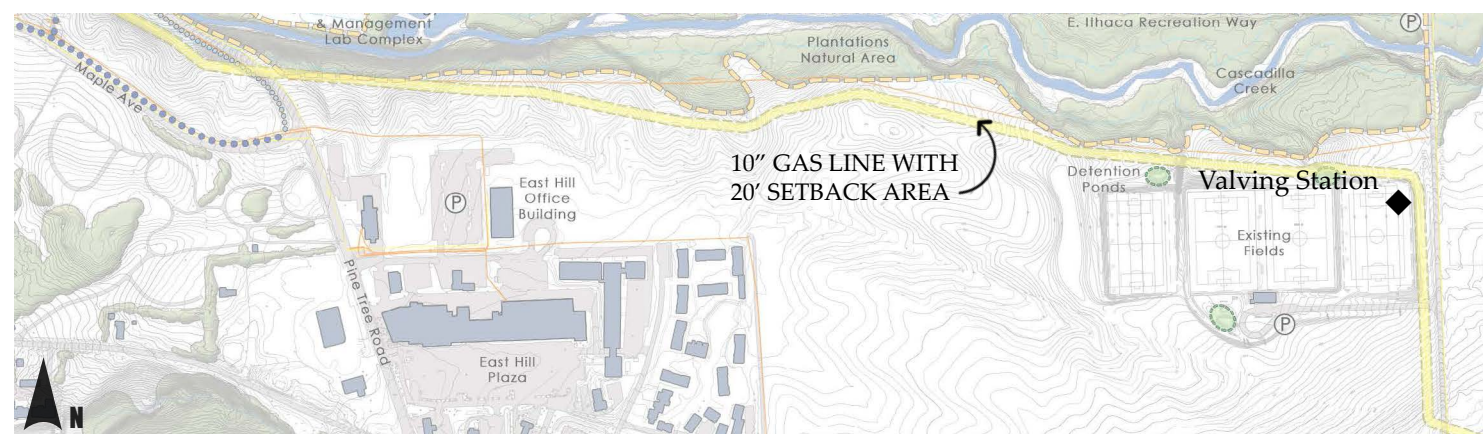 & Management
Lab Complex
Maple Ave
E. Ithaca Recreation Way
P
Plantations
Natural Area
Cascadilla
Creek
10” GAS LINE WITH
20’ SETBACK AREA
Detention
Ponds
Valving Station
Existing
Fields
P
East Hill
Office
Building
P
Pine Tree Road
East Hill
Plaza
N